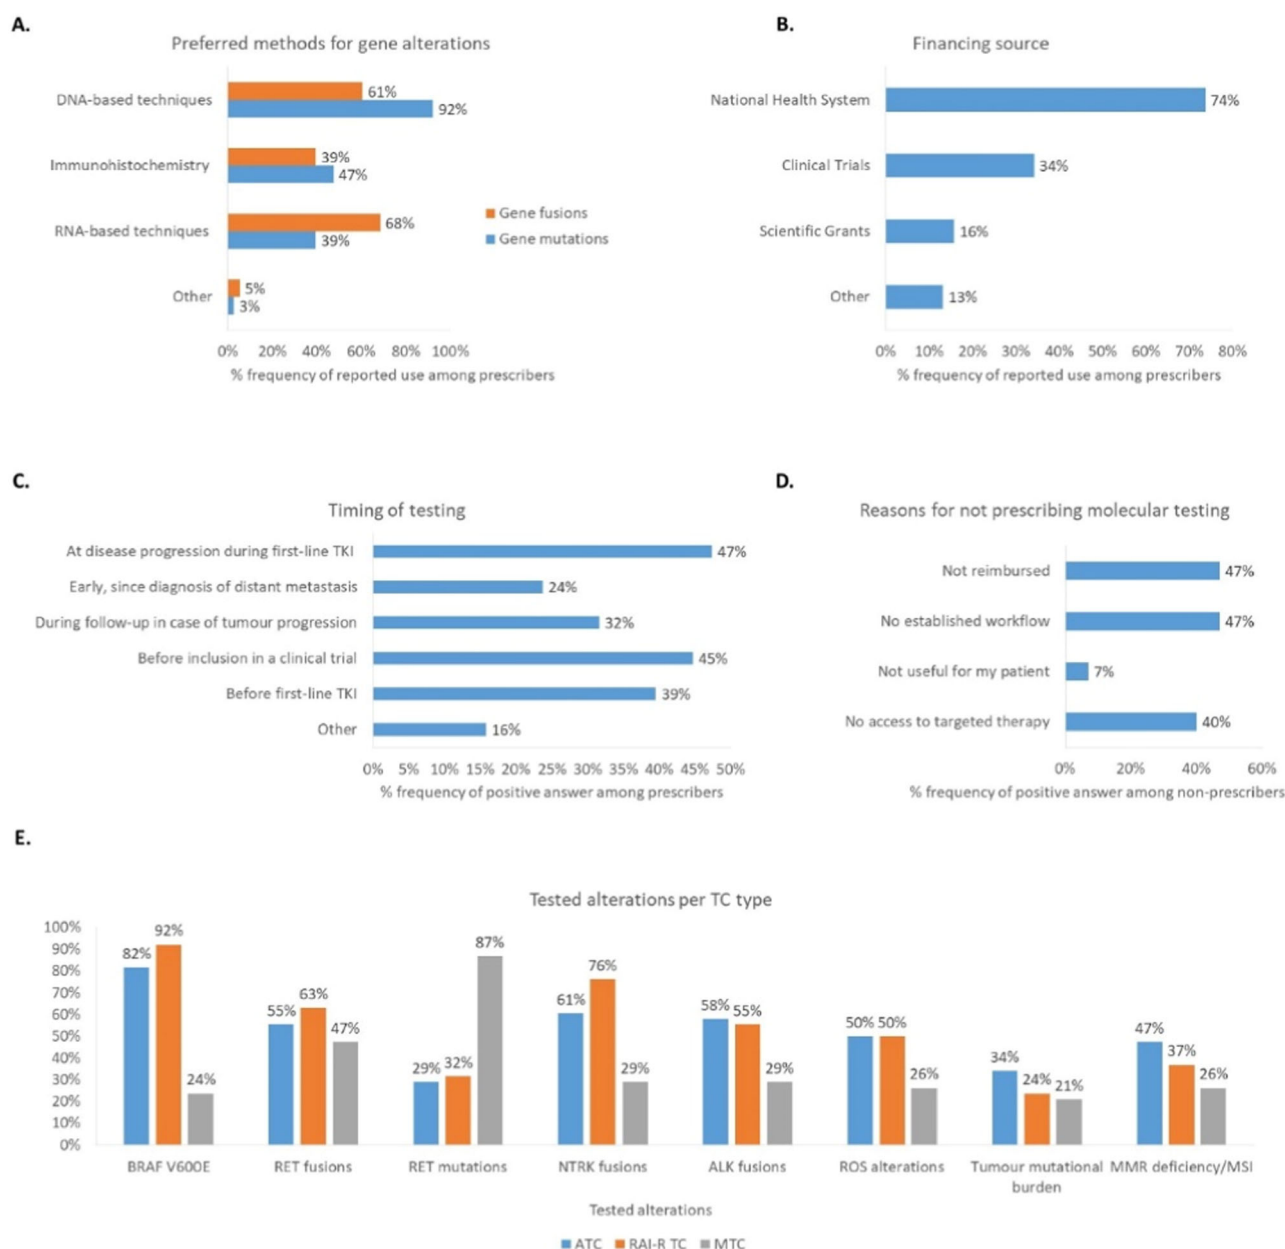 A.
Preferred methods for gene alterations
DNA-based techniques
61%
92%
Immunohistochemistry
39%
47%
RNA-based techniques
68%
39%
Other
5%
3%
Gene fusions
Gene mutations
0% 20% 40% 60% 80% 100%
% frequency of reported use among prescribers
B.
Financing source
National Health System
74%
Clinical Trials
34%
Scientific Grants
16%
Other
13%
0% 10% 20% 30% 40% 50% 60% 70% 80%
% frequency of reported use among prescribers
C.
Timing of testing
At disease progression during first-line TKI
47%
Early, since diagnosis of distant metastasis
24%
During follow-up in case of tumour progression
32%
Before inclusion in a clinical trial
45%
Before first-line TKI
39%
Other
16%
0% 5% 10% 15% 20% 25% 30% 35% 40% 45% 50%
% frequency of positive answer among prescribers
D.
Reasons for not prescribing molecular testing
Not reimbursed
47%
No established workflow
47%
Not useful for my patient
7%
No access to targeted therapy
40%
0% 20% 40% 60%
% frequency of positive answer among non-prescribers
E.
Tested alterations per TC type
100%
90%
80%
70%
60%
50%
40%
30%
20%
10%
0%
82% 92% 24%
55% 63% 47%
29% 32% 87%
61% 76% 29%
58% 55% 29%
50% 50% 26%
34% 24% 21%
47% 37% 26%
BRAF V600E
RET fusions
RET mutations
NTRK fusions
ALK fusions
ROS alterations
Tumour mutational
burden
MMR deficiency/MSI
Tested alterations
ATC RAI-R TC MTC